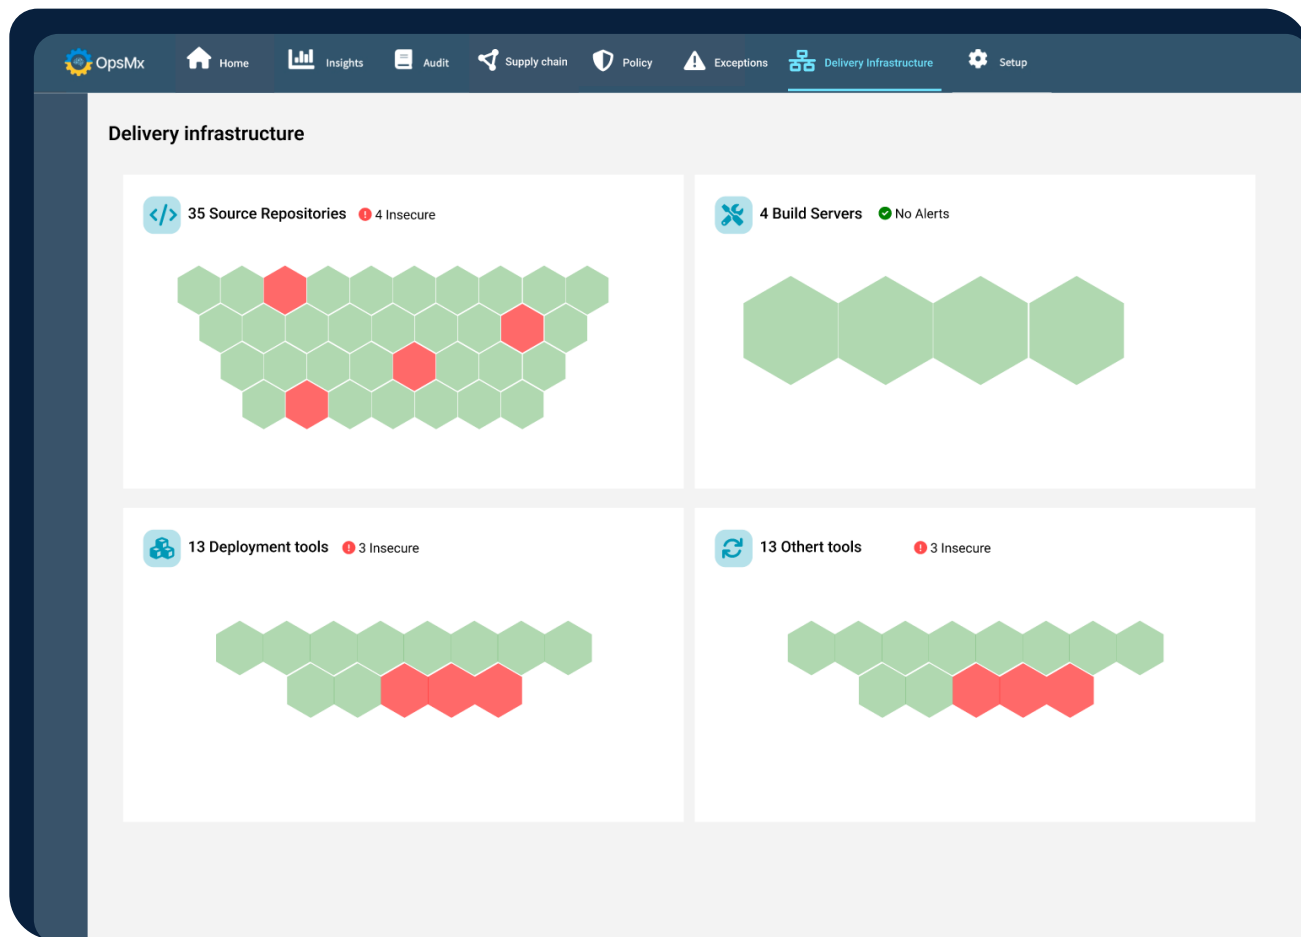 OpsMx Home Insights Audit Supply chain Policy Exceptions Delivery Infrastructure Setup
Delivery infrastructure
35 Source Repositories 4 Insecure
4 Build Servers No Alerts
13 Deployment tools 3 Insecure
13 Othert tools 3 Insecure